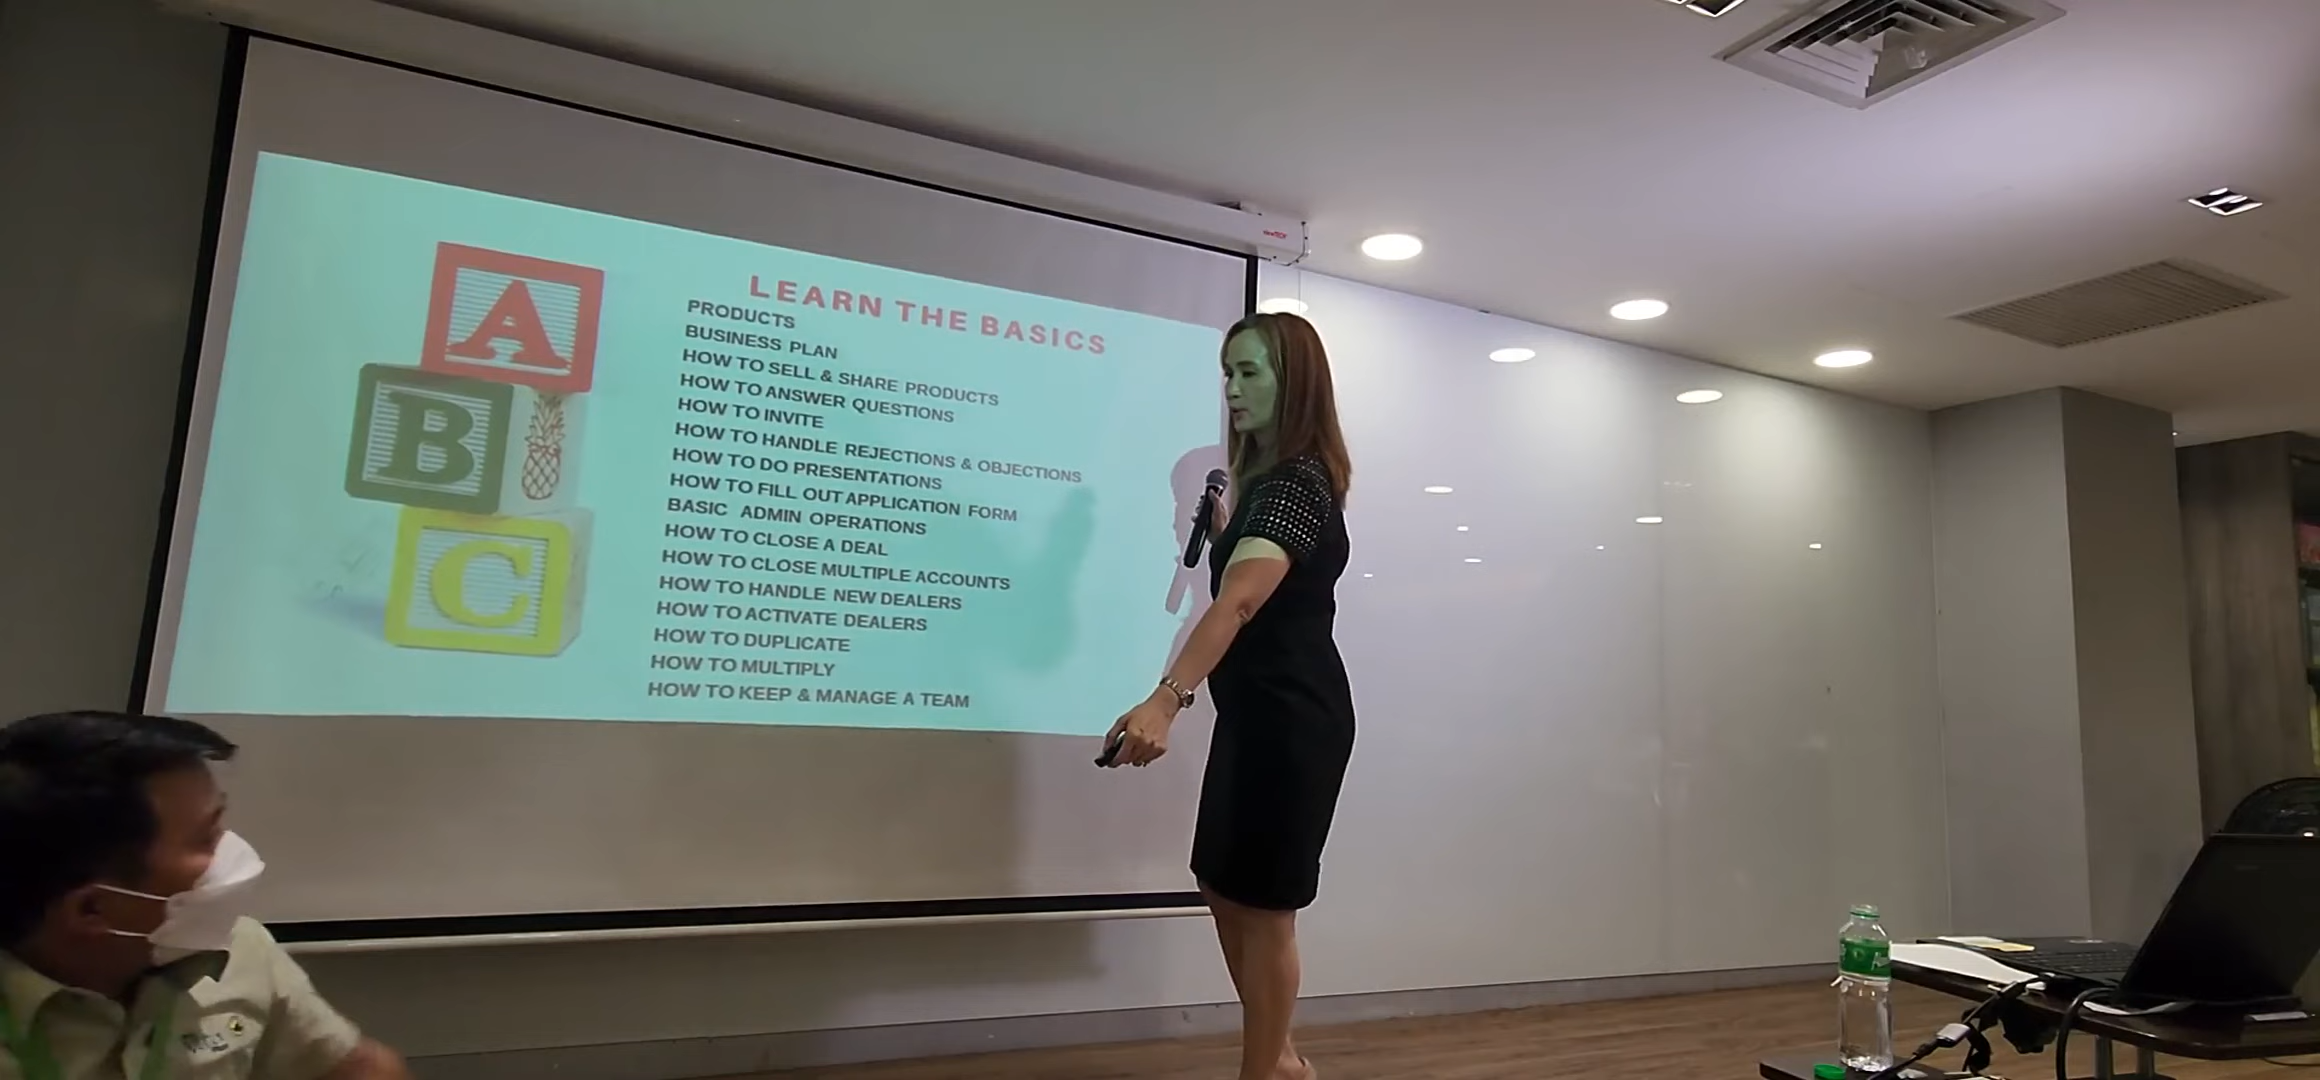 A
B
C
LEARN THE BASICS
PRODUCTS
BUSINESS PLAN
HOW TO SELL & SHARE PRODUCTS
HOW TO ANSWER QUESTIONS
HOW TO INVITE
HOW TO HANDLE REJECTIONS & OBJECTIONS
HOW TO DO PRESENTATIONS
HOW TO FILL OUT APPLICATION FORM
BASIC ADMIN OPERATIONS
HOW TO CLOSE A DEAL
HOW TO CLOSE MULTIPLE ACCOUNTS
HOW TO HANDLE NEW DEALERS
HOW TO ACTIVATE DEALERS
HOW TO DUPLICATE
HOW TO MULTIPLY
HOW TO KEEP & MANAGE A TEAM